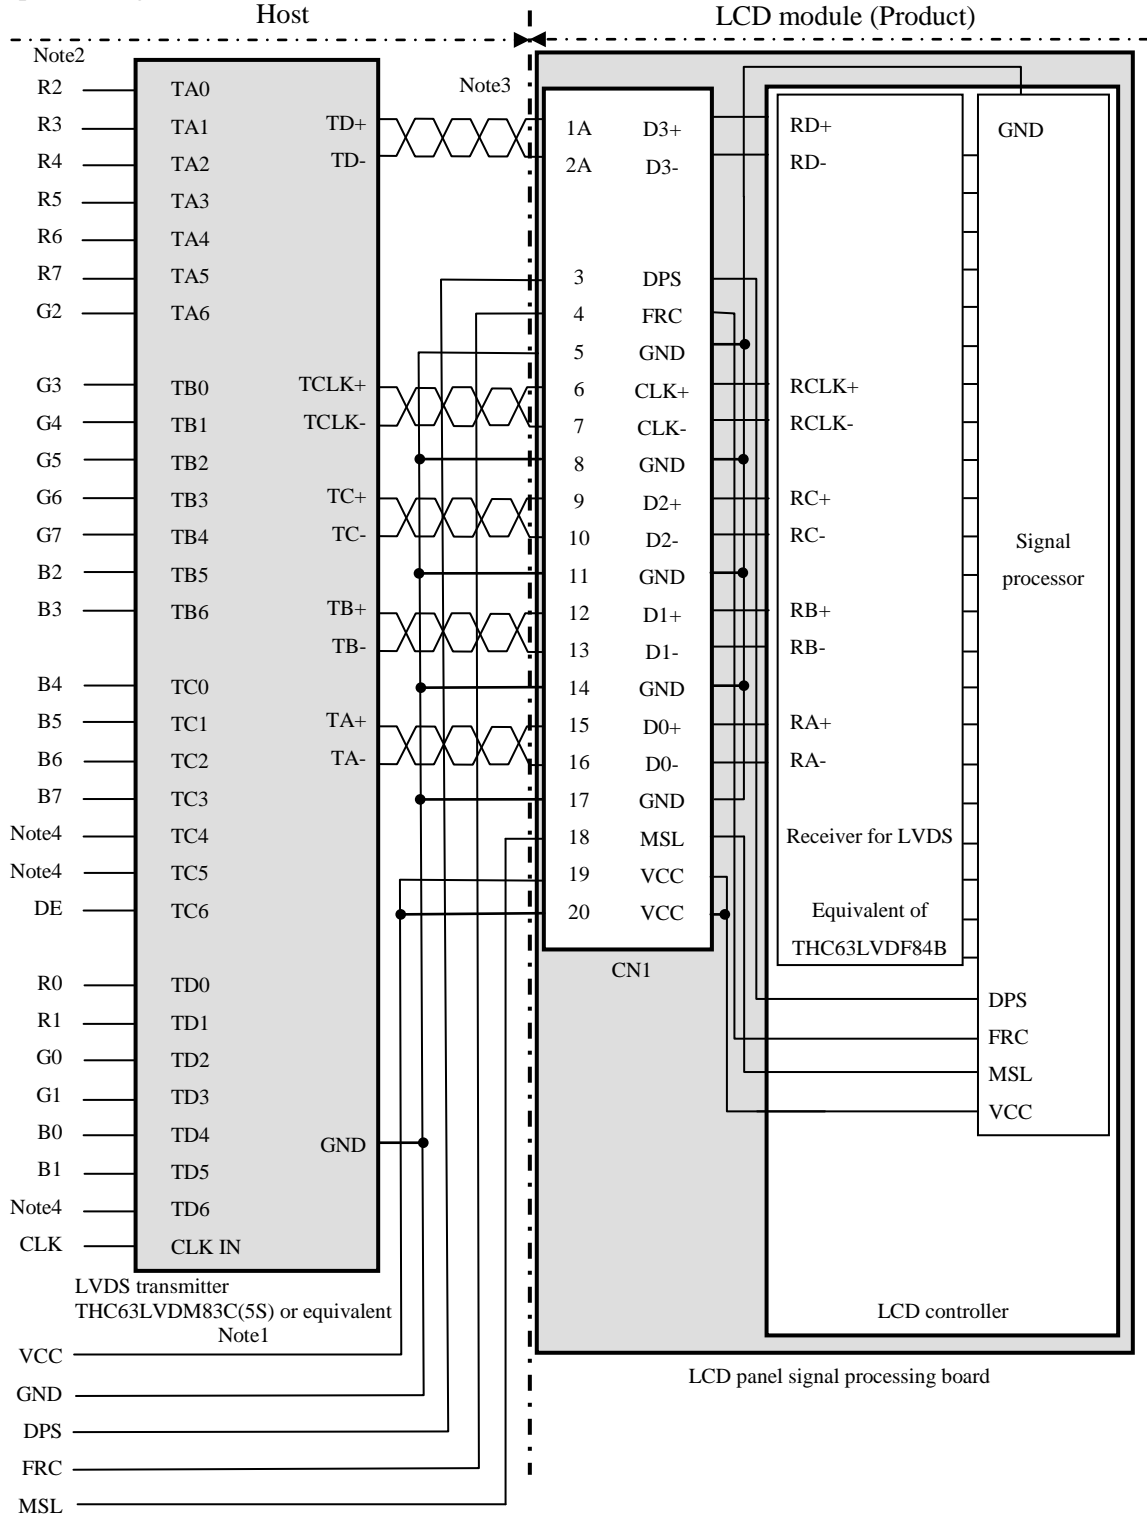 Host
LCD module (Product)
Note2
Note3
R2 TA0
R3 TA1 TD+
R4 TA2 TD-
R5 TA3
R6 TA4
R7 TA5
G2 TA6
G3 TB0 TCLK+
G4 TB1 TCLK-
G5 TB2
G6 TB3 TC+
G7 TB4 TC-
B2 TB5
B3 TB6 TB+
TB-
B4 TC0
B5 TC1 TA+
B6 TC2 TA-
B7 TC3
Note4 TC4
Note4 TC5
DE TC6
R0 TD0
R1 TD1
G0 TD2
G1 TD3
B0 TD4 GND
B1 TD5
Note4 TD6
CLK CLK IN
LVDS transmitter
THC63LVDM83C(5S) or equivalent
Note1
VCC
GND
DPS
FRC
MSL
1A D3+
2A D3-
3 DPS
4 FRC
5 GND
6 CLK+
7 CLK-
8 GND
9 D2+
10 D2-
11 GND
12 D1+
13 D1-
14 GND
15 D0+
16 D0-
17 GND
18 MSL
19 VCC
20 VCC
CN1
RD+
RD-
RCLK+
RCLK-
RC+
RC-
RB+
RB-
RA+
RA-
Receiver for LVDS
Equivalent of
THC63LVDF84B
GND
Signal
processor
DPS
FRC
MSL
VCC
LCD controller
LCD panel signal processing board